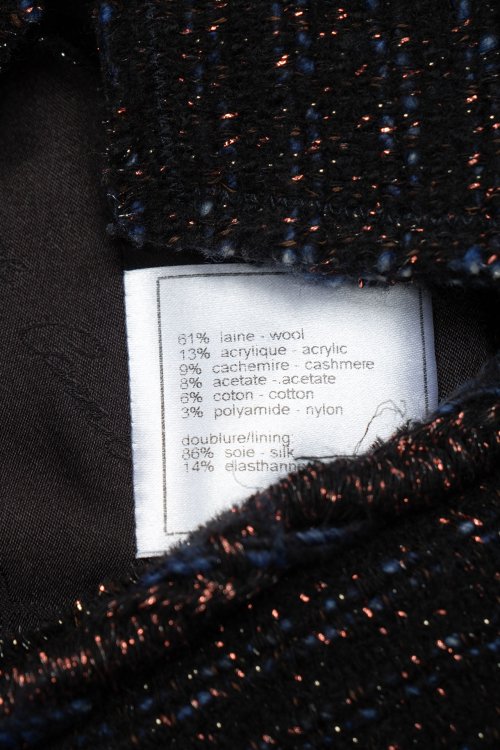 61% laine - wool
13% acrylique - acrylic
9% cachemire - cashmere
8% acetate -.acetate
6% coton - cotton
3% polyamide - nylon
doublure/lining:
86% soie - silk
14% elasthanne